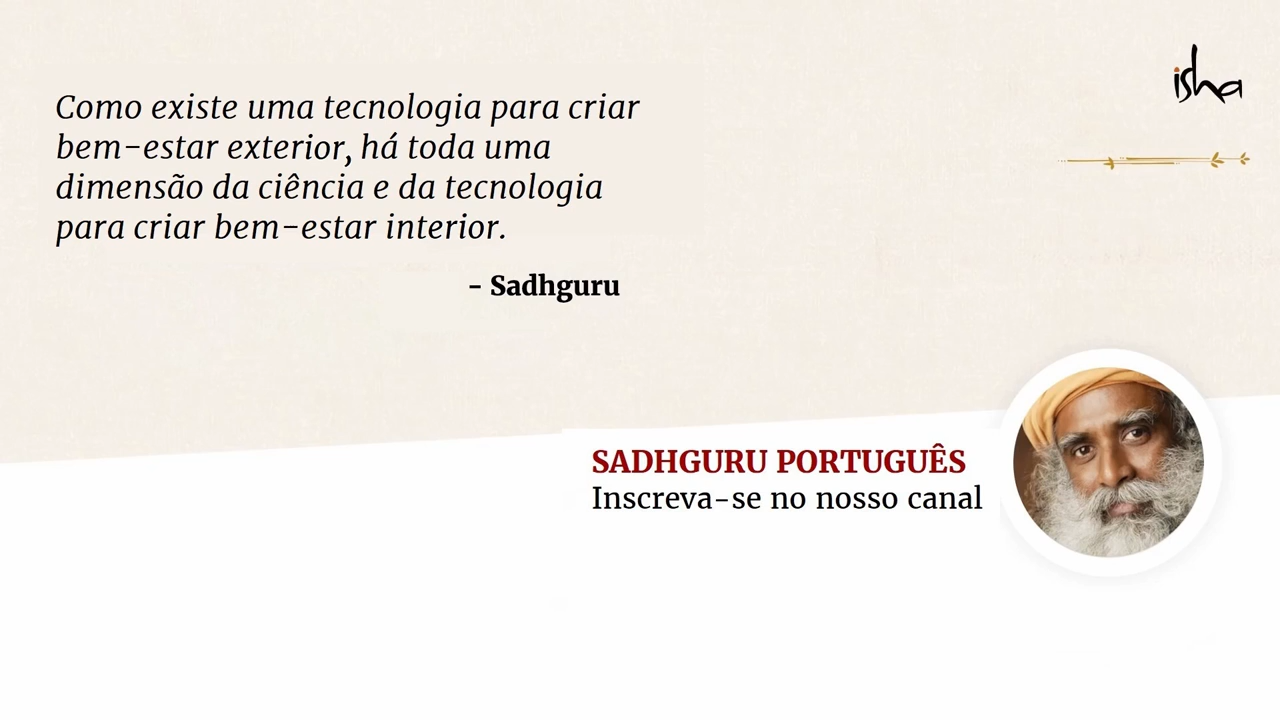 isha
Como existe uma tecnologia para criar
bem-estar exterior, há toda uma
dimensão da ciência e da tecnologia
para criar bem-estar interior.
- Sadhguru
SADHGURU PORTUGUÊS
Inscreva-se no nosso canal